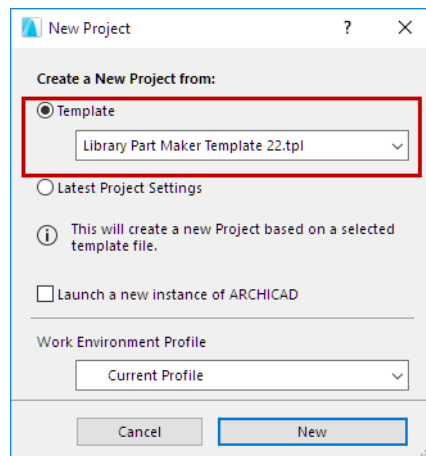 New Project
Create a New Project from:
Template
Library Part Maker Template 22.tpl
Latest Project Settings
This will create a new Project based on a selected
template file.
Launch a new instance of ARCHICAD
Work Environment Profile
Current Profile
Cancel
New